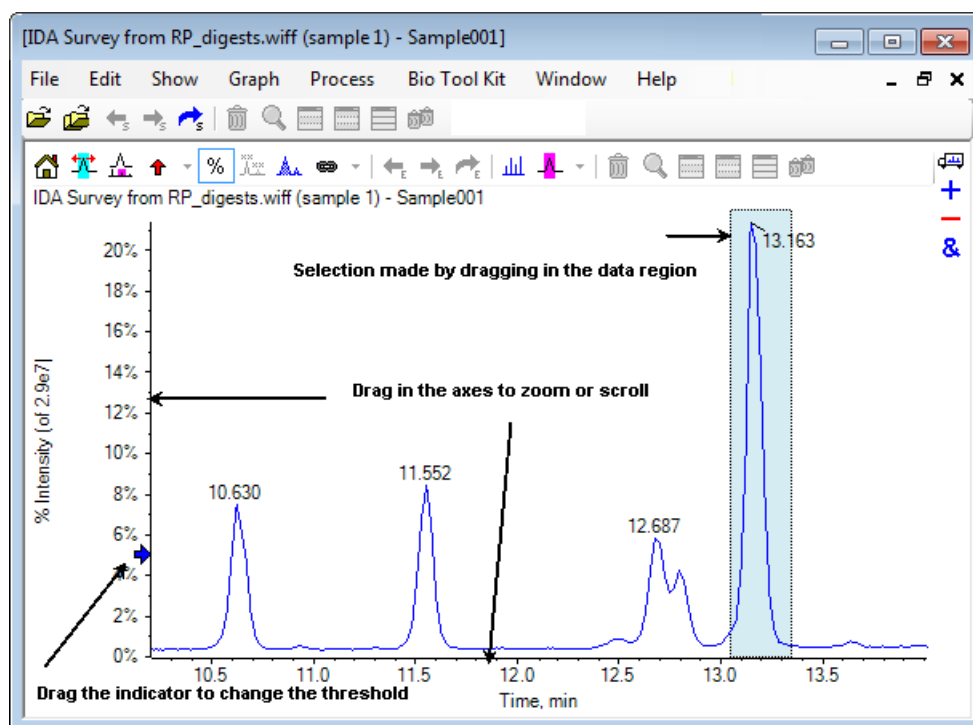 [IDA Survey from RP_digests.wiff (sample 1) - Sample001]
File Edit Show Graph Process Bio Tool Kit Window Help
S S S
% E E E
IDA Survey from RP_digests.wiff (sample 1) - Sample001
&
20%
13.163
Selection made by dragging in the data region
18%
16%
14%
Drag in the axes to zoom or scroll
12%
10%
11.552
10.630
8%
12.687
6%
4%
2%
0%
% Intensity (of 2.9e7)
10.5 11.0 11.5 12.0 12.5 13.0 13.5
Drag the indicator to change the threshold
Time, min